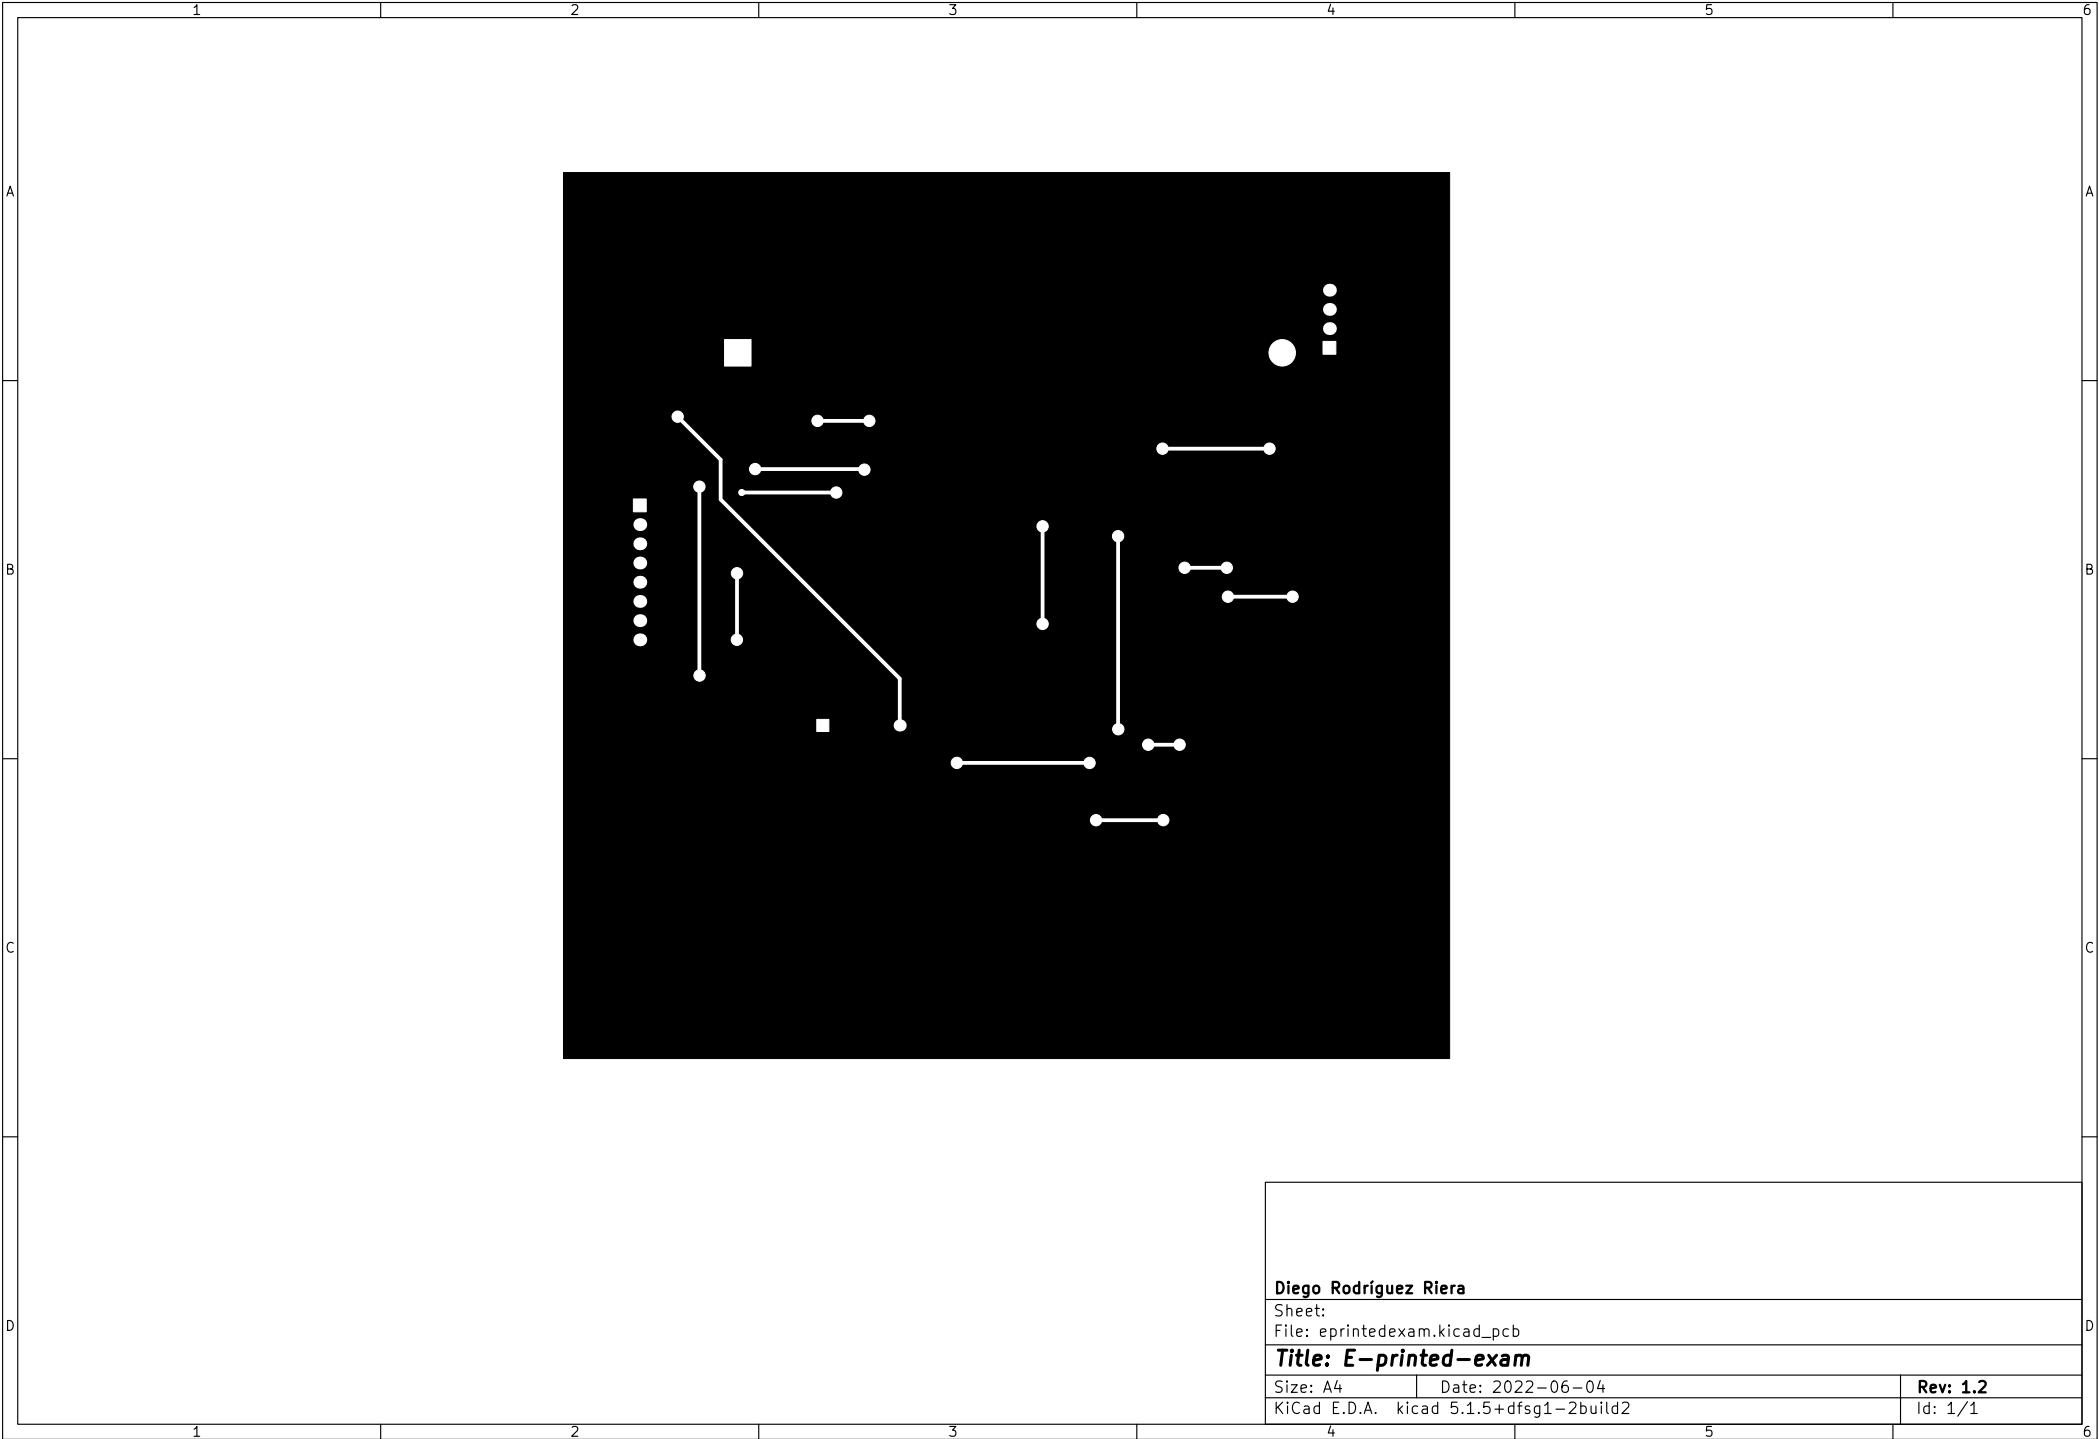 1 2 3 4 5 6
A A
B B
C C
D D
Diego Rodríguez Riera
Sheet:
File: eprintedexam.kicad_pcb
Title: E-printed-exam
Size: A4 Date: 2022-06-04 Rev: 1.2
KiCad E.D.A. kicad 5.1.5+dfsg1-2build2 Id: 1/1
1 2 3 4 5 6